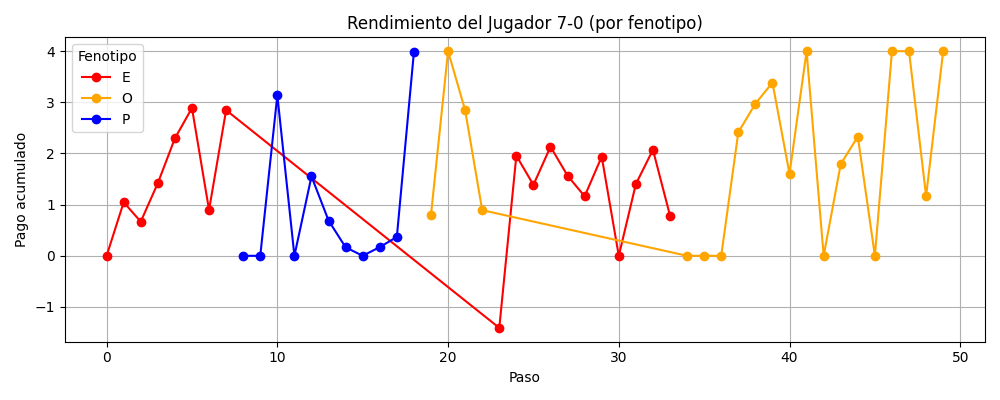 Rendimiento del Jugador 7-0 (por fenotipo)
Fenotipo
E
O
P
Pago acumulado
4
3
2
1
0
−1
0 10 20 30 40 50
Paso